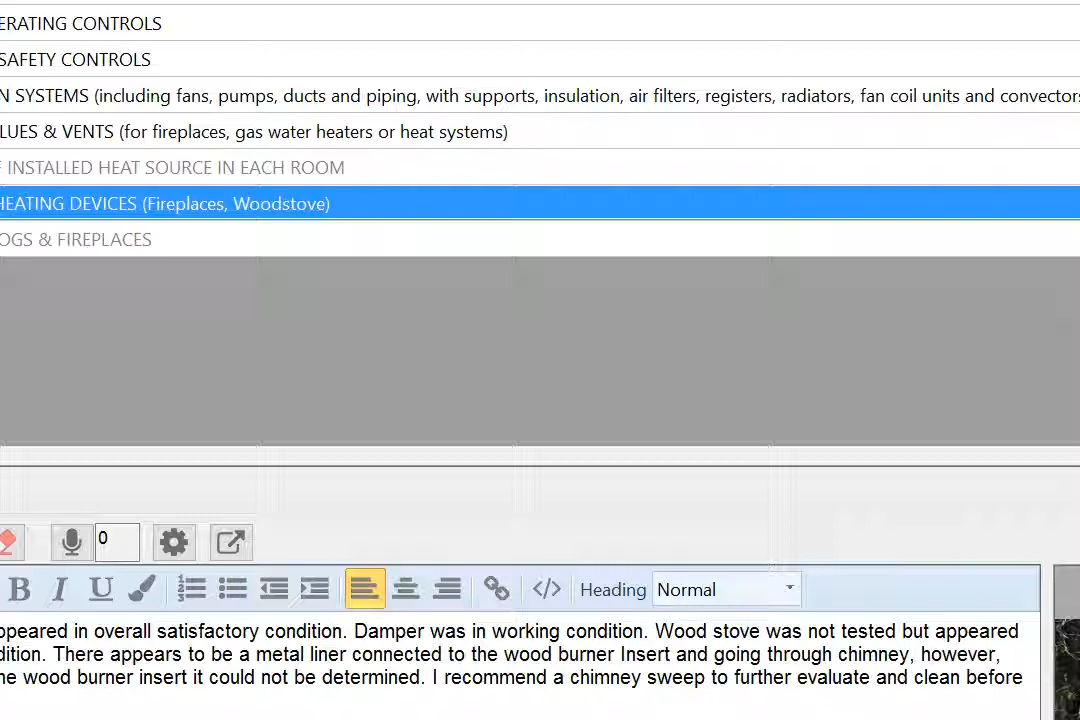 ERATING CONTROLS
SAFETY CONTROLS
N SYSTEMS (including fans, pumps, ducts and piping, with supports, insulation, air filters, registers, radiators, fan coil units and convectors
LUES & VENTS (for fireplaces, gas water heaters or heat systems)
F INSTALLED HEAT SOURCE IN EACH ROOM
HEATING DEVICES (Fireplaces, Woodstove)
OGS & FIREPLACES
0
B I U Heading Normal
ppeared in overall satisfactory condition. Damper was in working condition. Wood stove was not tested but appeared
dition. There appears to be a metal liner connected to the wood burner Insert and going through chimney, however,
he wood burner insert it could not be determined. I recommend a chimney sweep to further evaluate and clean before